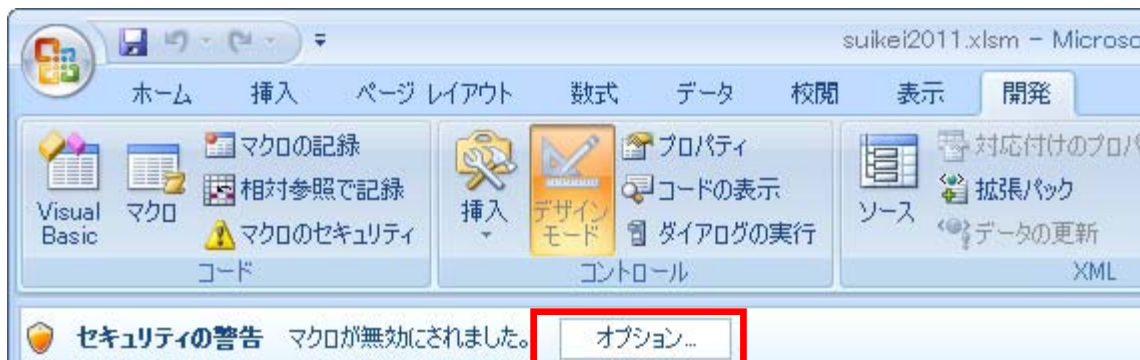 suikei2011.xlsm - Microso
ホーム 挿入 ページ レイアウト 数式 データ 校閲 表示 開発
Visual Basic
マクロ
マクロの記録
相対参照で記録
マクロのセキュリティ
コード
挿入
デザイン モード
プロパティ
コードの表示
ダイアログの実行
コントロール
ソース
対応付けのプロパ
拡張パック
データの更新
XML
セキュリティの警告 マクロが無効にされました。 オプション...